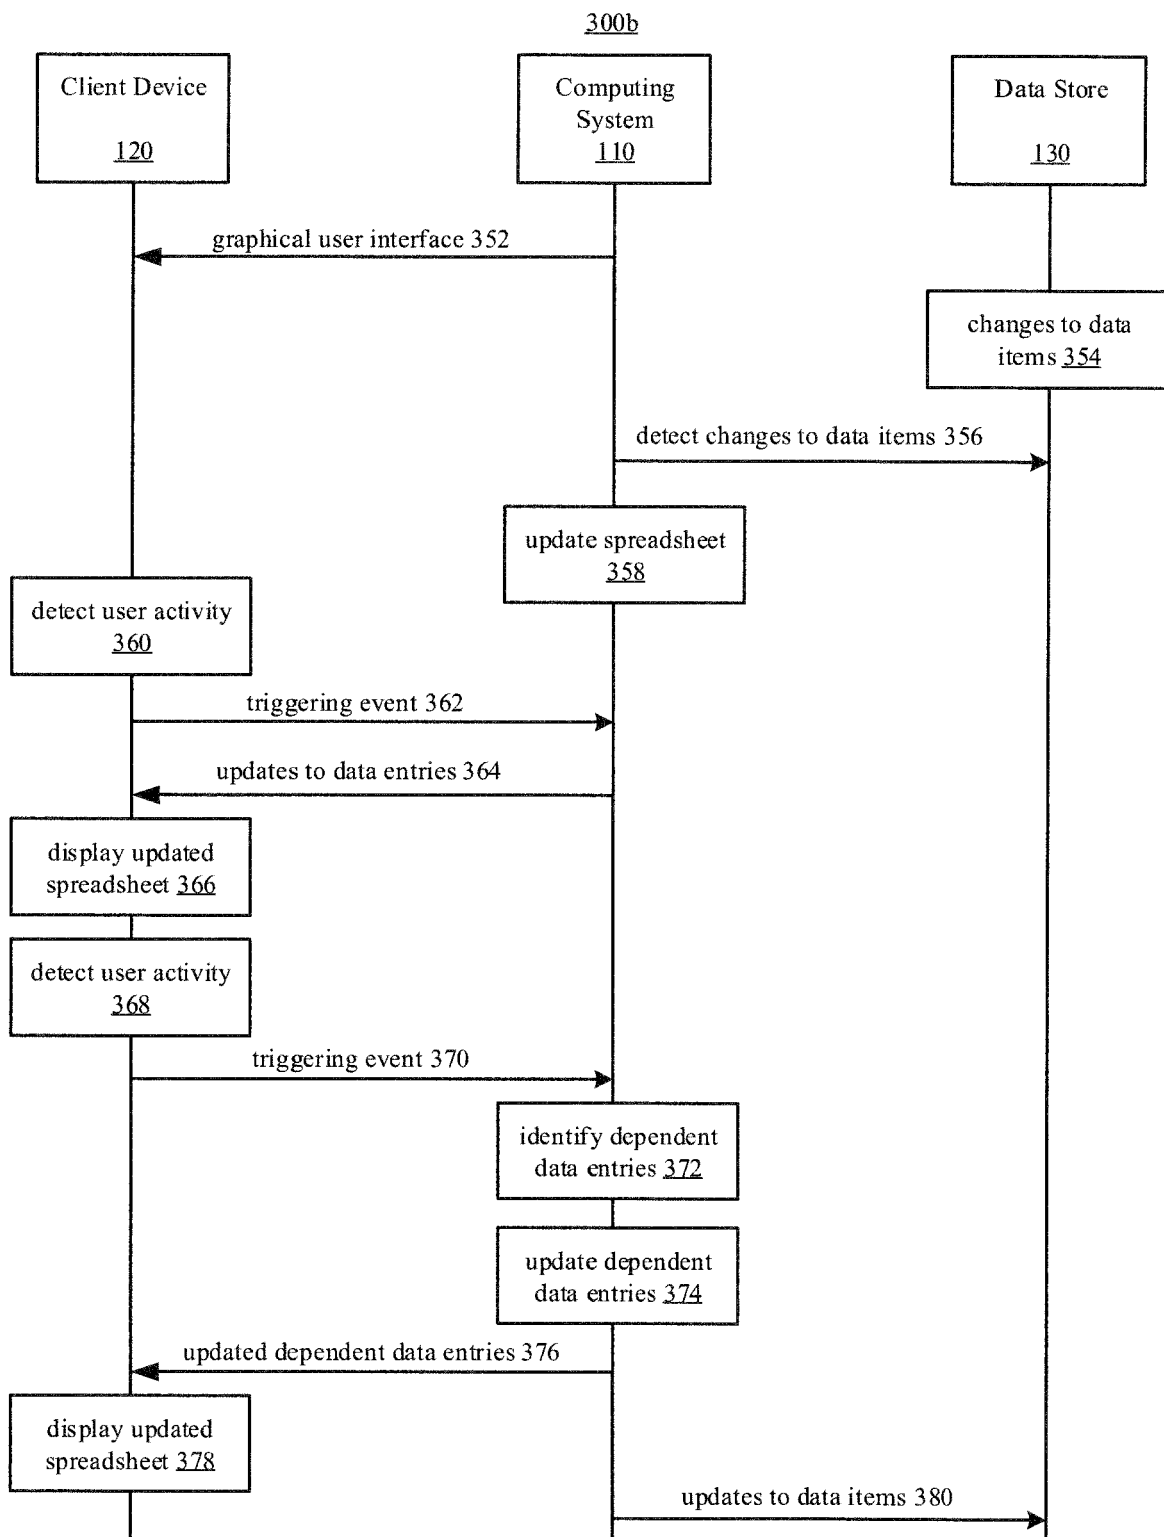 300b
Client Device
120
Computing
System
110
Data Store
130
graphical user interface 352
changes to data
items 354
detect changes to data items 356
update spreadsheet
358
detect user activity
360
triggering event 362
updates to data entries 364
display updated
spreadsheet 366
detect user activity
368
triggering event 370
identify dependent
data entries 372
update dependent
data entries 374
updated dependent data entries 376
display updated
spreadsheet 378
updates to data items 380